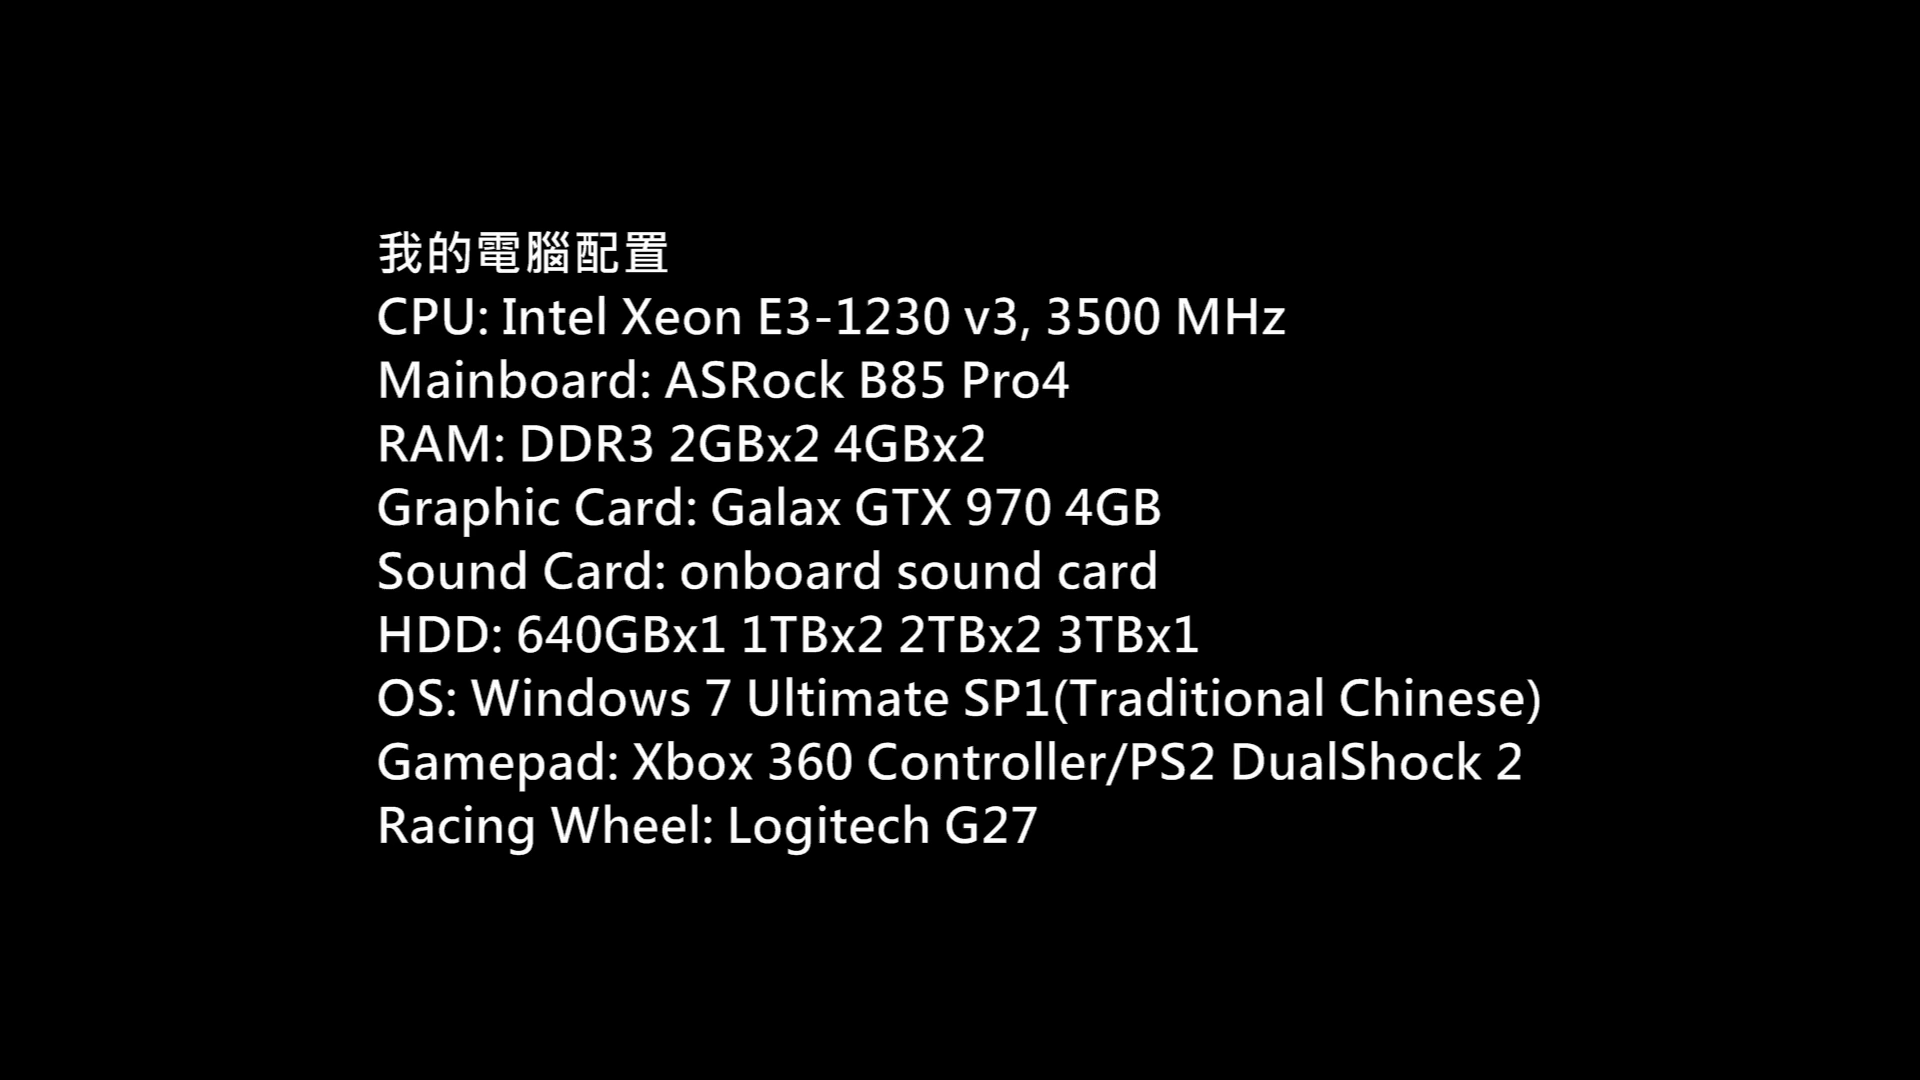 我的電腦配置
CPU: Intel Xeon E3-1230 v3, 3500 MHz
Mainboard: ASRock B85 Pro4
RAM: DDR3 2GBx2 4GBx2
Graphic Card: Galax GTX 970 4GB
Sound Card: onboard sound card
HDD: 640GBx1 1TBx2 2TBx2 3TBx1
OS: Windows 7 Ultimate SP1(Traditional Chinese)
Gamepad: Xbox 360 Controller/PS2 DualShock 2
Racing Wheel: Logitech G27